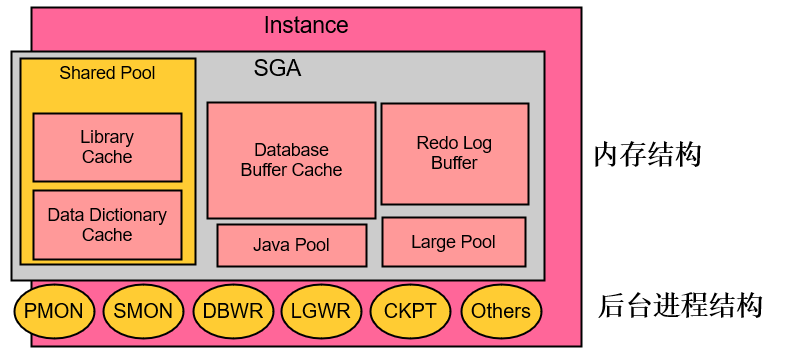 Instance
SGA
Shared Pool
Library
Cache
Data Dictionary
Cache
Database
Buffer Cache
Redo Log
Buffer
Java Pool
Large Pool
内存结构
PMON
SMON
DBWR
LGWR
CKPT
Others
后台进程结构